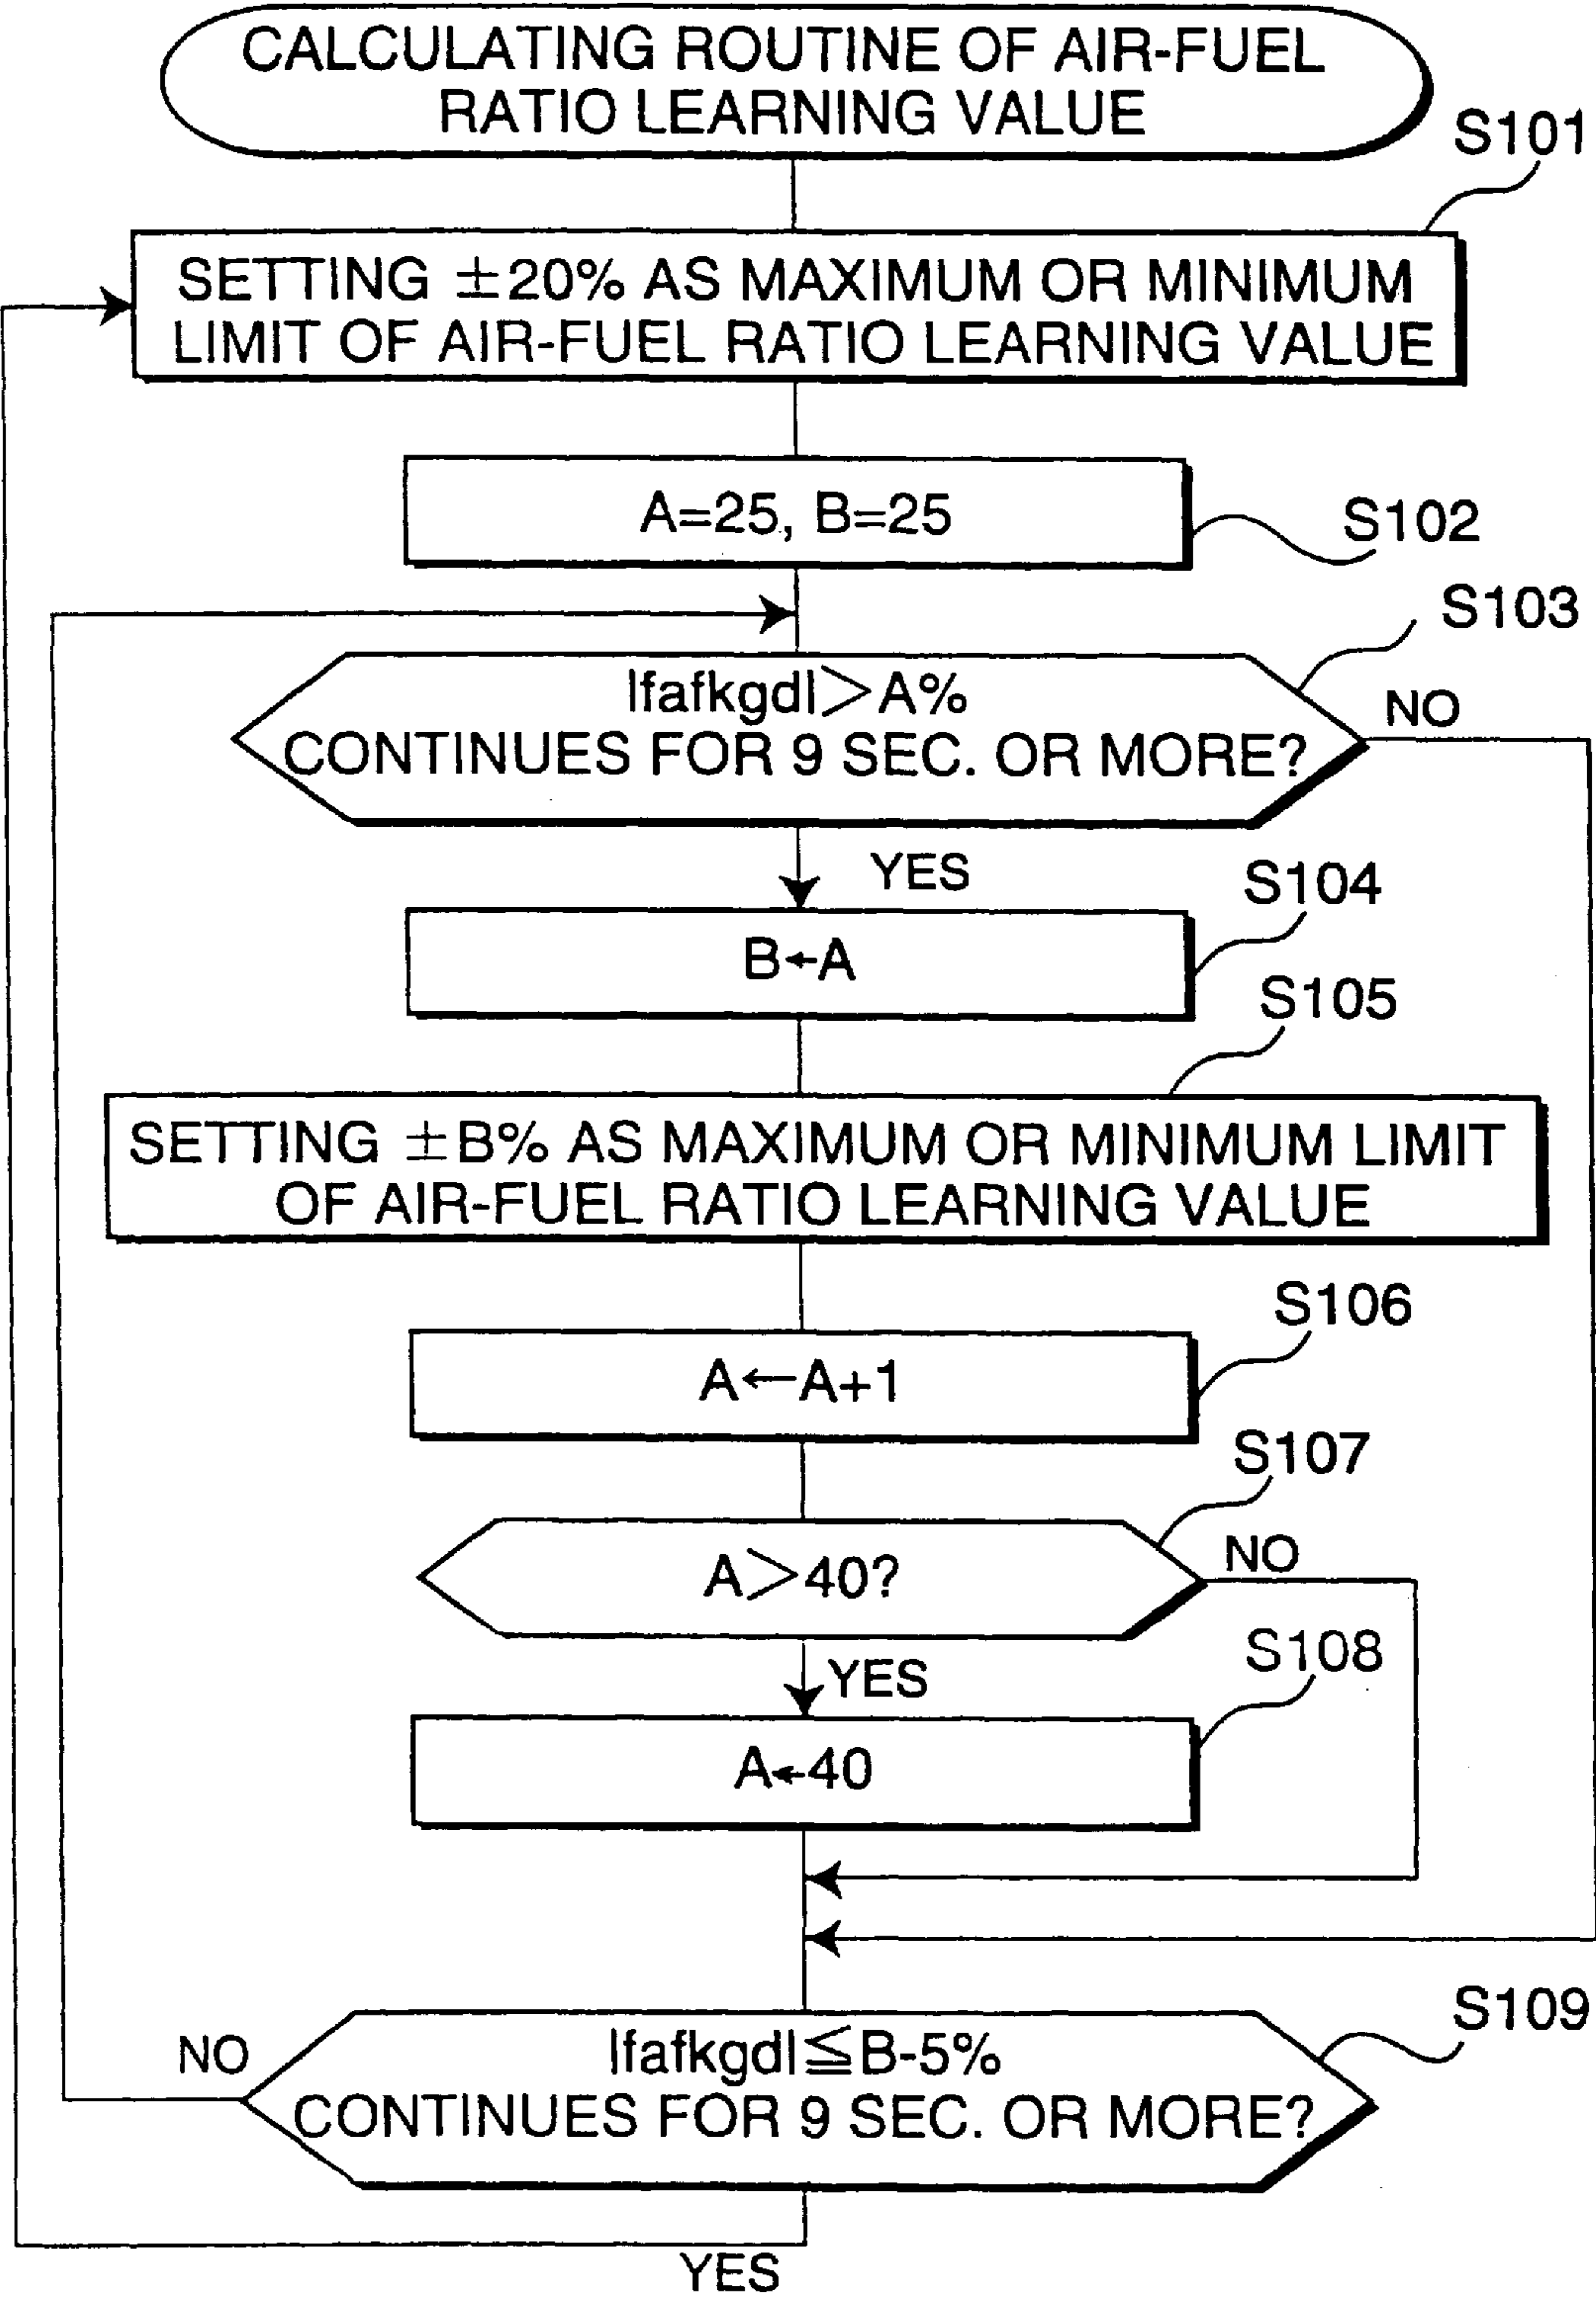 CALCULATING ROUTINE OF AIR-FUEL
RATIO LEARNING VALUE
S101
SETTING ±20% AS MAXIMUM OR MINIMUM
LIMIT OF AIR-FUEL RATIO LEARNING VALUE
A=25, B=25
S102
S103
|fafkgd|>A%
CONTINUES FOR 9 SEC. OR MORE?
NO
YES
S104
B←A
S105
SETTING ±B% AS MAXIMUM OR MINIMUM LIMIT
OF AIR-FUEL RATIO LEARNING VALUE
S106
A←A+1
S107
A>40?
NO
YES
S108
A←40
S109
NO
|fafkgd|≦B-5%
CONTINUES FOR 9 SEC. OR MORE?
YES